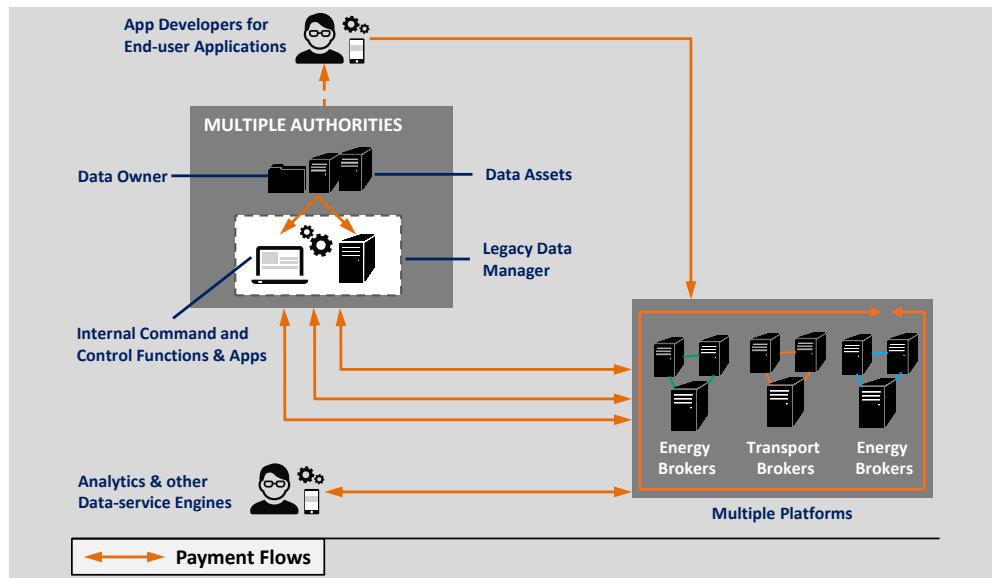 App Developers for
End-user Applications
MULTIPLE AUTHORITIES
Data Owner
Data Assets
Legacy Data
Manager
Internal Command and
Control Functions & Apps
Energy
Brokers
Transport
Brokers
Energy
Brokers
Analytics & other
Data-service Engines
Multiple Platforms
Payment Flows